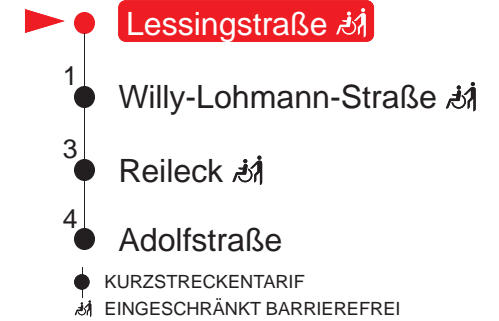 Lessingstraße
1
Willy-Lohmann-Straße
3
Reileck
4
Adolfstraße
KURZSTRECKENTARIF
EINGESCHRÄNKT BARRIEREFREI